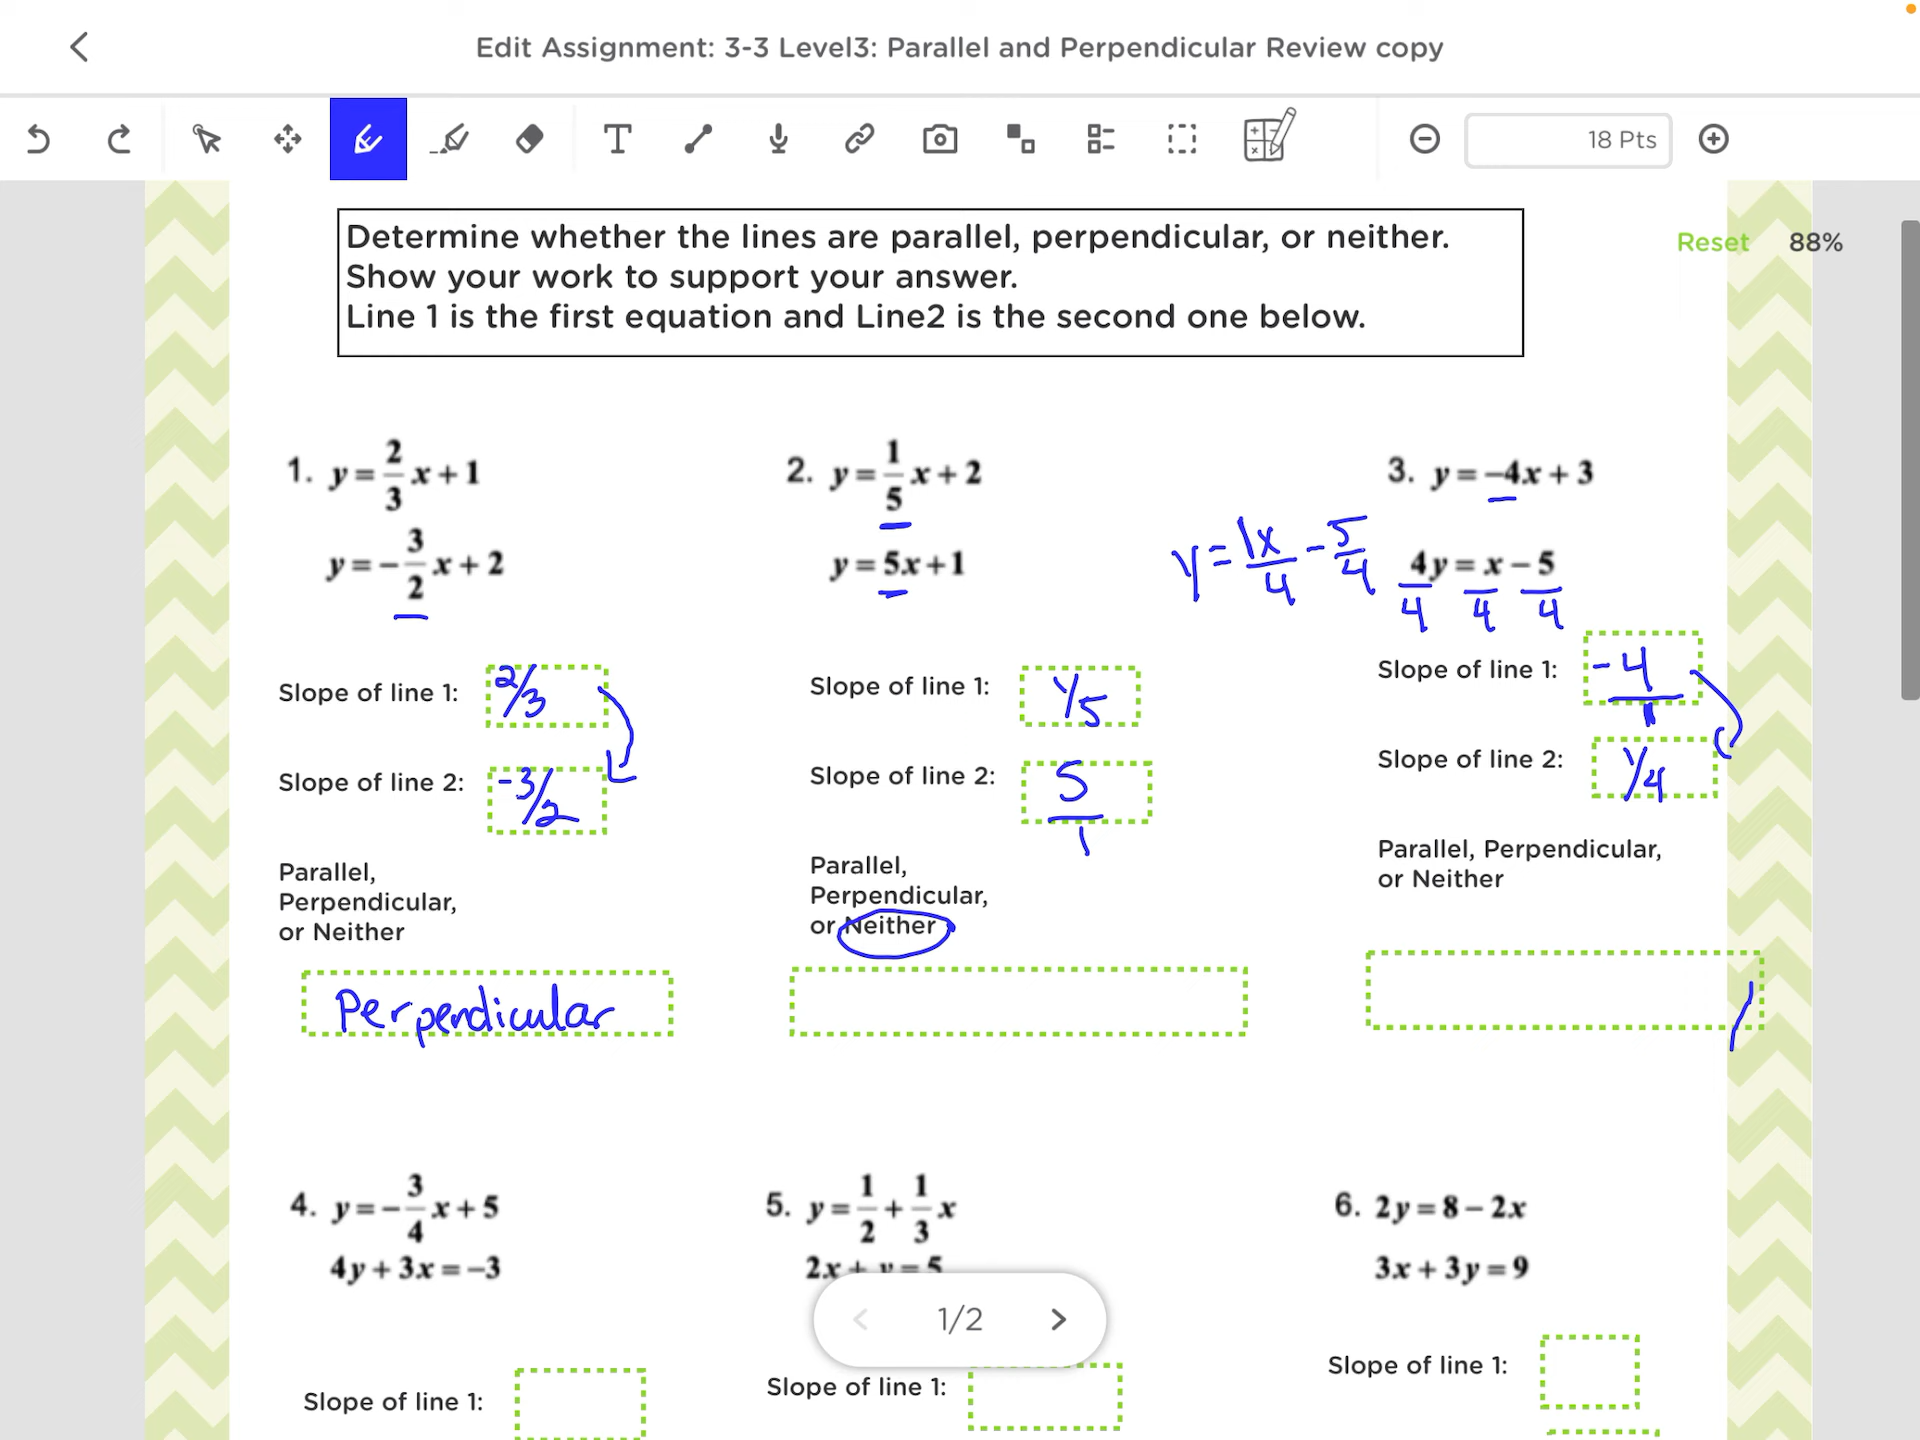 Edit Assignment: 3-3 Level3: Parallel and Perpendicular Review copy
T
18 Pts
Determine whether the lines are parallel, perpendicular, or neither.
Show your work to support your answer.
Line 1 is the first equation and Line2 is the second one below.
Reset 88%
1. y = 2/3 x + 1
y = -3/2 x + 2
Slope of line 1: 2/3
Slope of line 2: -3/2
Parallel,
Perpendicular,
or Neither
Perpendicular
2. y = 1/5 x + 2
y = 5x + 1
Slope of line 1: 1/5
Slope of line 2: 5/1
Parallel,
Perpendicular,
or Neither
3. y = -4x + 3
4y = x - 5
4 4 4
y = 1x/4 - 5/4
Slope of line 1: -4/1
Slope of line 2: 1/4
Parallel, Perpendicular,
or Neither
4. y = -3/4 x + 5
4y + 3x = -3
Slope of line 1:
5. y = 1/2 + 1/3 x
2x + y = 5
Slope of line 1:
6. 2y = 8 - 2x
3x + 3y = 9
Slope of line 1:
1/2